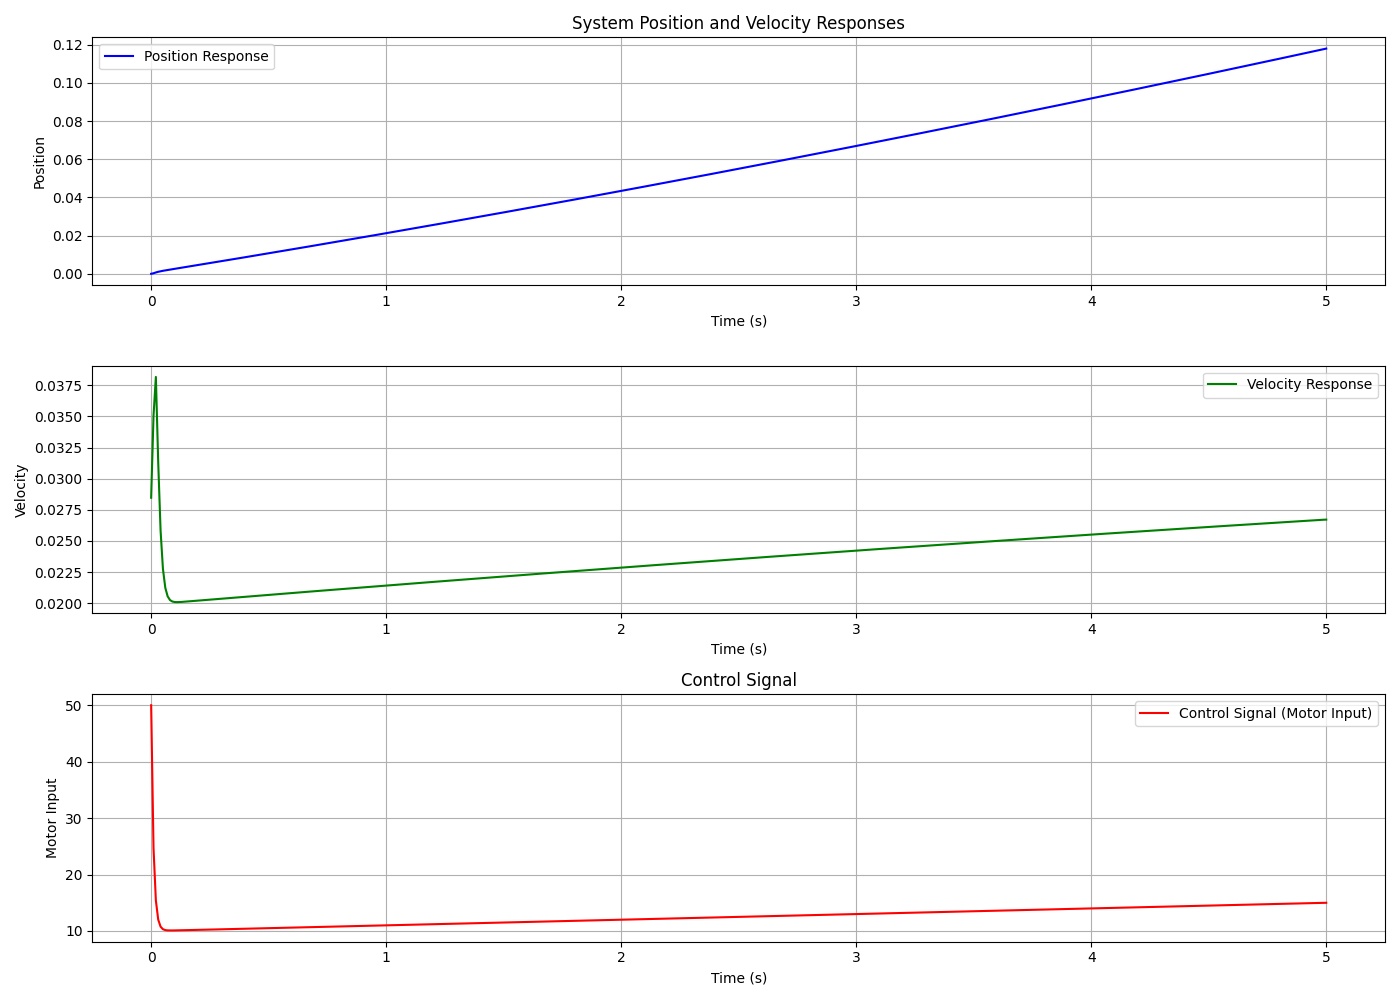 System Position and Velocity Responses
Position Response
0.12
0.10
0.08
0.06
0.04
0.02
0.00
Position
0 1 2 3 4 5
Time (s)
Velocity Response
0.0375
0.0350
0.0325
0.0300
0.0275
0.0250
0.0225
0.0200
Velocity
0 1 2 3 4 5
Time (s)
Control Signal
Control Signal (Motor Input)
50
40
30
20
10
Motor Input
0 1 2 3 4 5
Time (s)